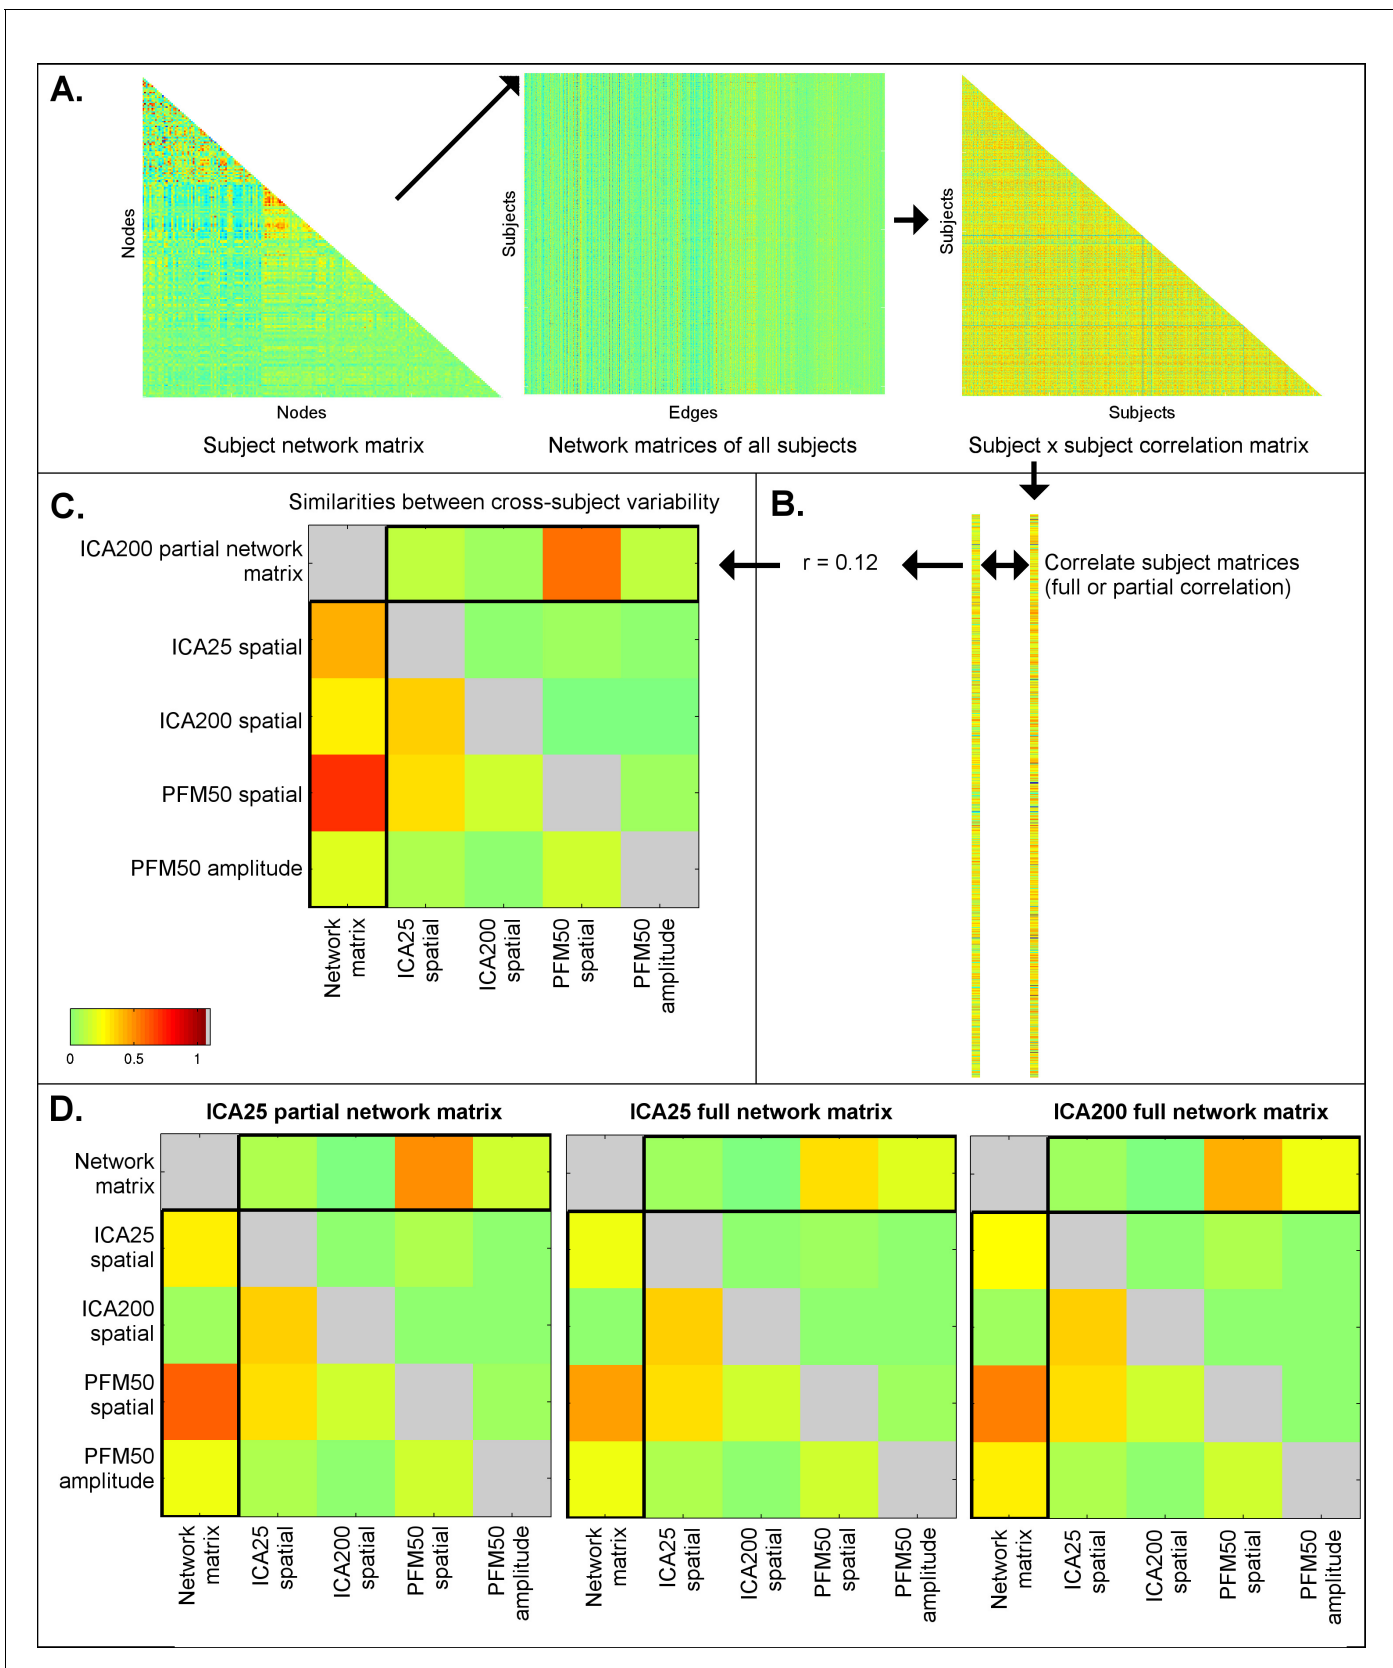 A.
Nodes
Nodes
Subject network matrix
Subjects
Edges
Network matrices of all subjects
Subjects
Subjects
Subject x subject correlation matrix
B.
Correlate subject matrices
(full or partial correlation)
r = 0.12
C.
Similarities between cross-subject variability
ICA200 partial network
matrix
ICA25 spatial
ICA200 spatial
PFM50 spatial
PFM50 amplitude
Network
matrix
ICA25
spatial
ICA200
spatial
PFM50
spatial
PFM50
amplitude
0
0.5
1
D.
ICA25 partial network matrix
Network
matrix
ICA25
spatial
ICA200
spatial
PFM50
spatial
PFM50
amplitude
Network
matrix
ICA25
spatial
ICA200
spatial
PFM50
spatial
PFM50
amplitude
ICA25 full network matrix
Network
matrix
ICA25
spatial
ICA200
spatial
PFM50
spatial
PFM50
amplitude
ICA200 full network matrix
Network
matrix
ICA25
spatial
ICA200
spatial
PFM50
spatial
PFM50
amplitude